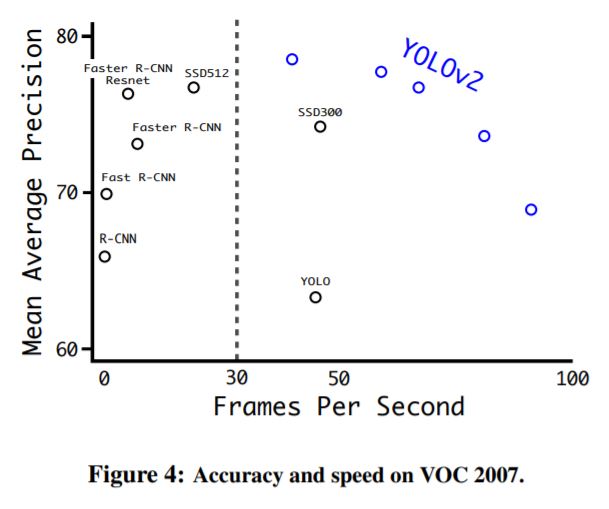 80
Faster R-CNN
Resnet
SSD512
YOLOv2
SSD300
Faster R-CNN
Fast R-CNN
70
R-CNN
YOLO
60
Mean Average Precision
0
30
50
100
Frames Per Second
Figure 4: Accuracy and speed on VOC 2007.